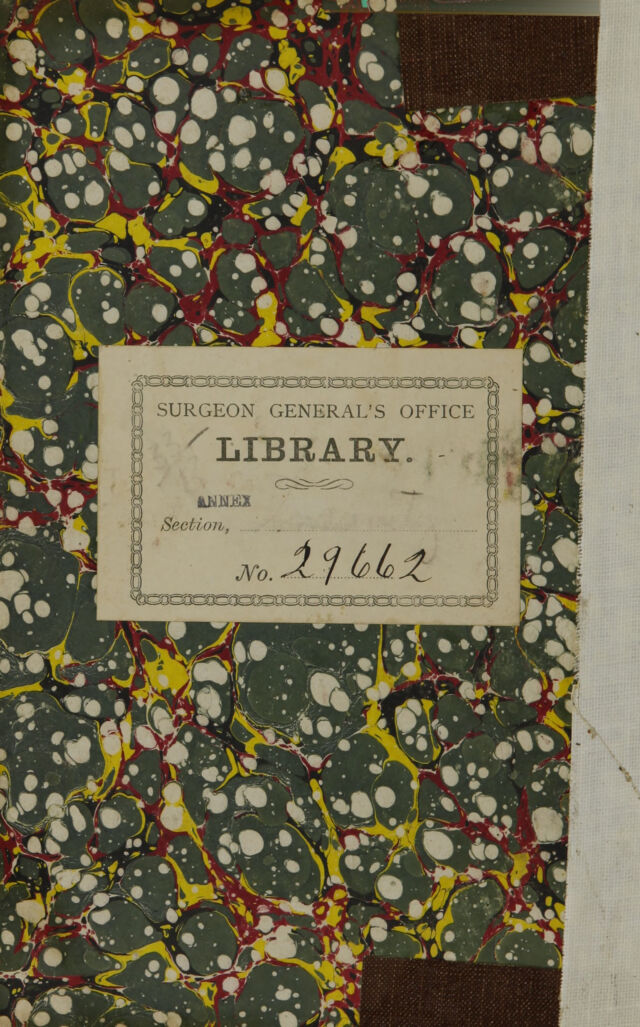 SURGEON GENERAL'S OFFICE
LIBRARY.
ANNEX
Section,
No. 29662